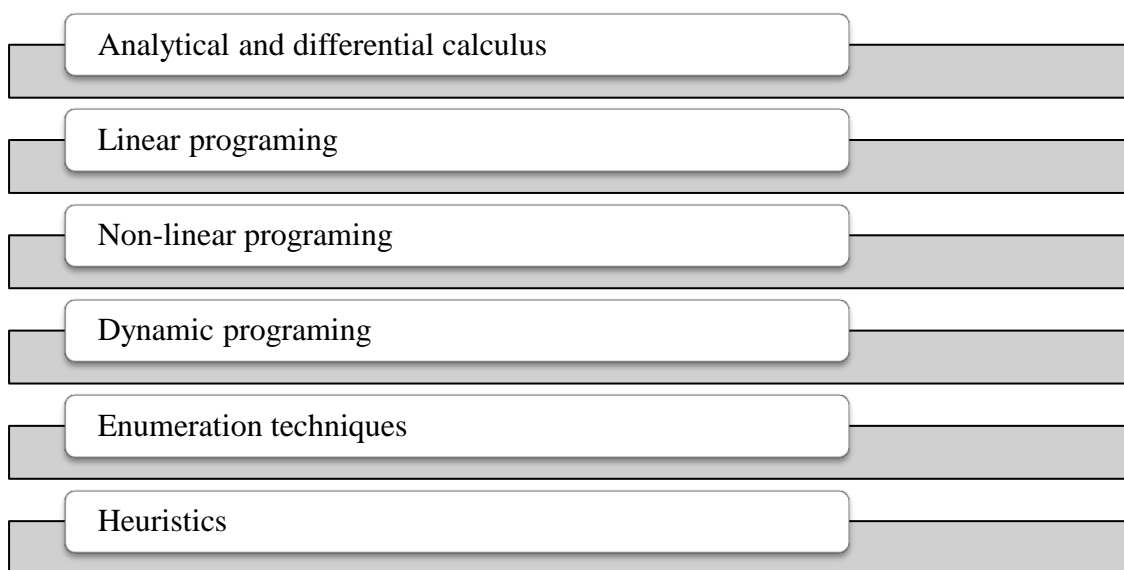 Analytical and differential calculus
Linear programing
Non-linear programing
Dynamic programing
Enumeration techniques
Heuristics